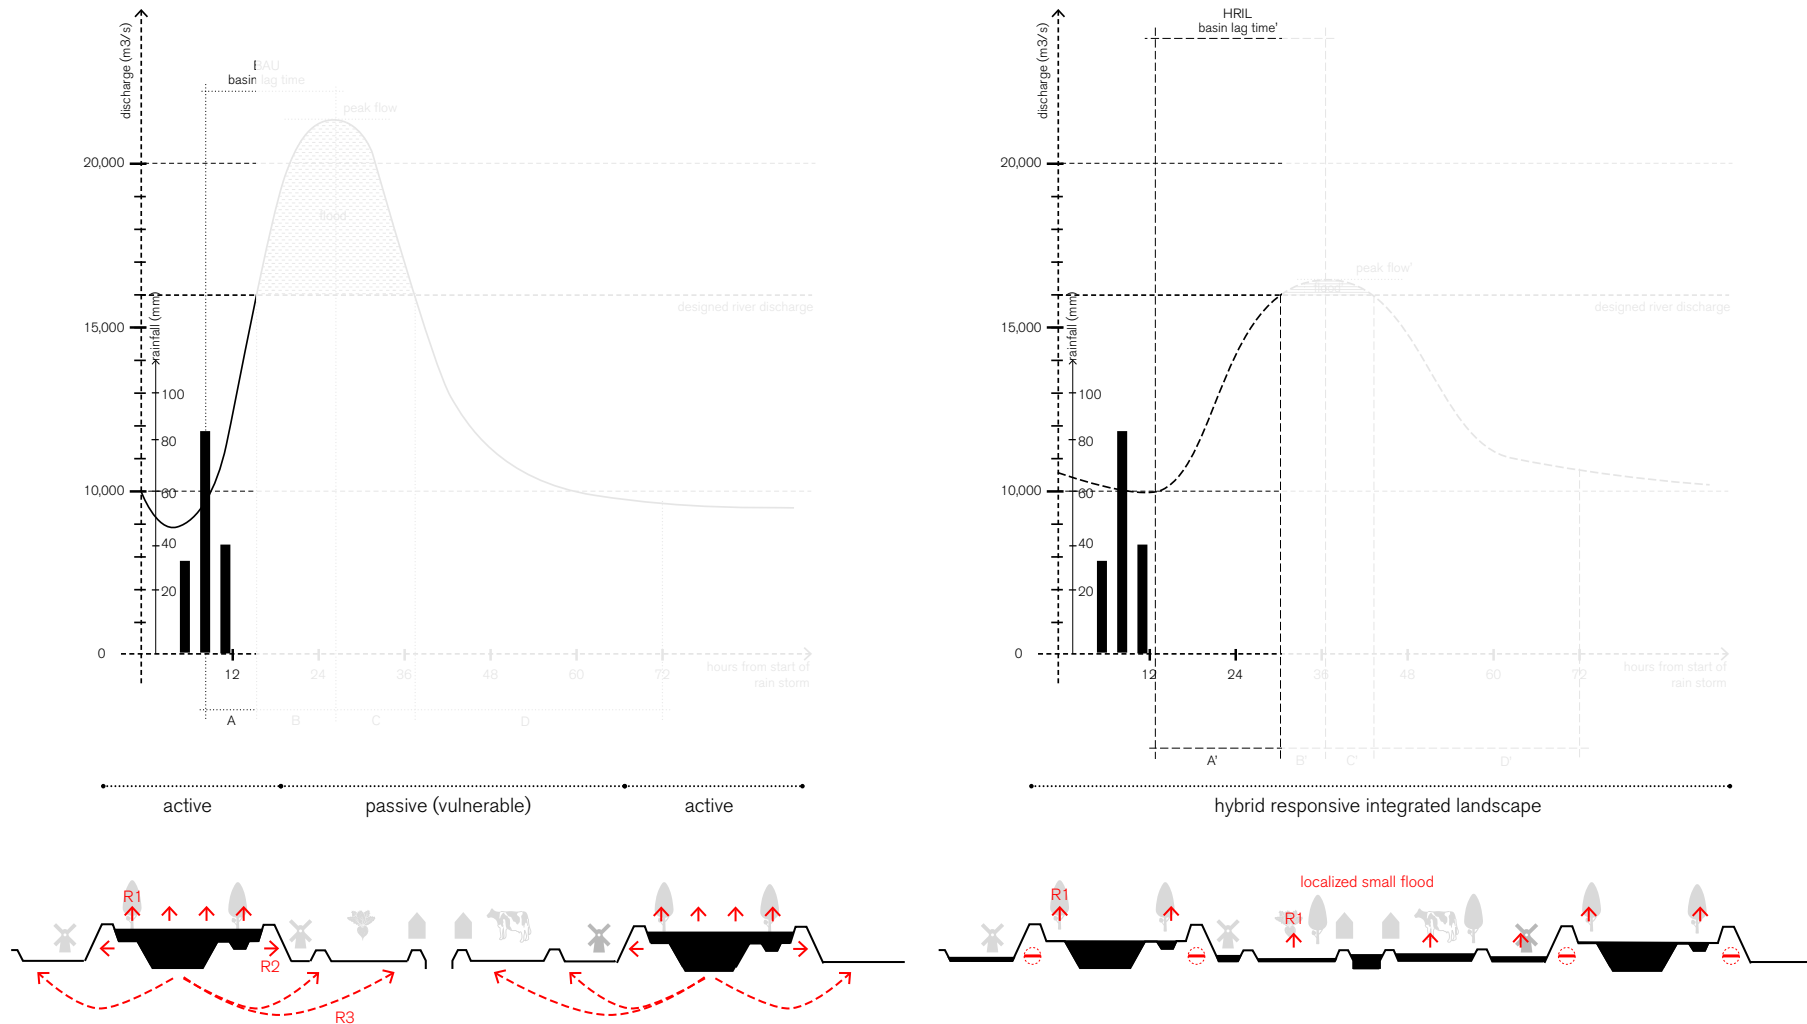 BAU
basin lag time
discharge (m3/s)
peak flow
20,000
flood
designed river discharge
rainfall (mm)
15,000
100
80
10,000
60
40
20
0
12
24
36
48
60
72
hours from start of
rain storm
A
B
C
D
active
passive (vulnerable)
active
R1
R2
R3
HRIL
basin lag time'
discharge (m3/s)
20,000
peak flow'
flood
designed river discharge
rainfall (mm)
15,000
100
80
10,000
60
40
20
0
12
24
36
48
60
72
hours from start of
rain storm
A'
B'
C'
D'
hybrid responsive integrated landscape
localized small flood
R1
R1